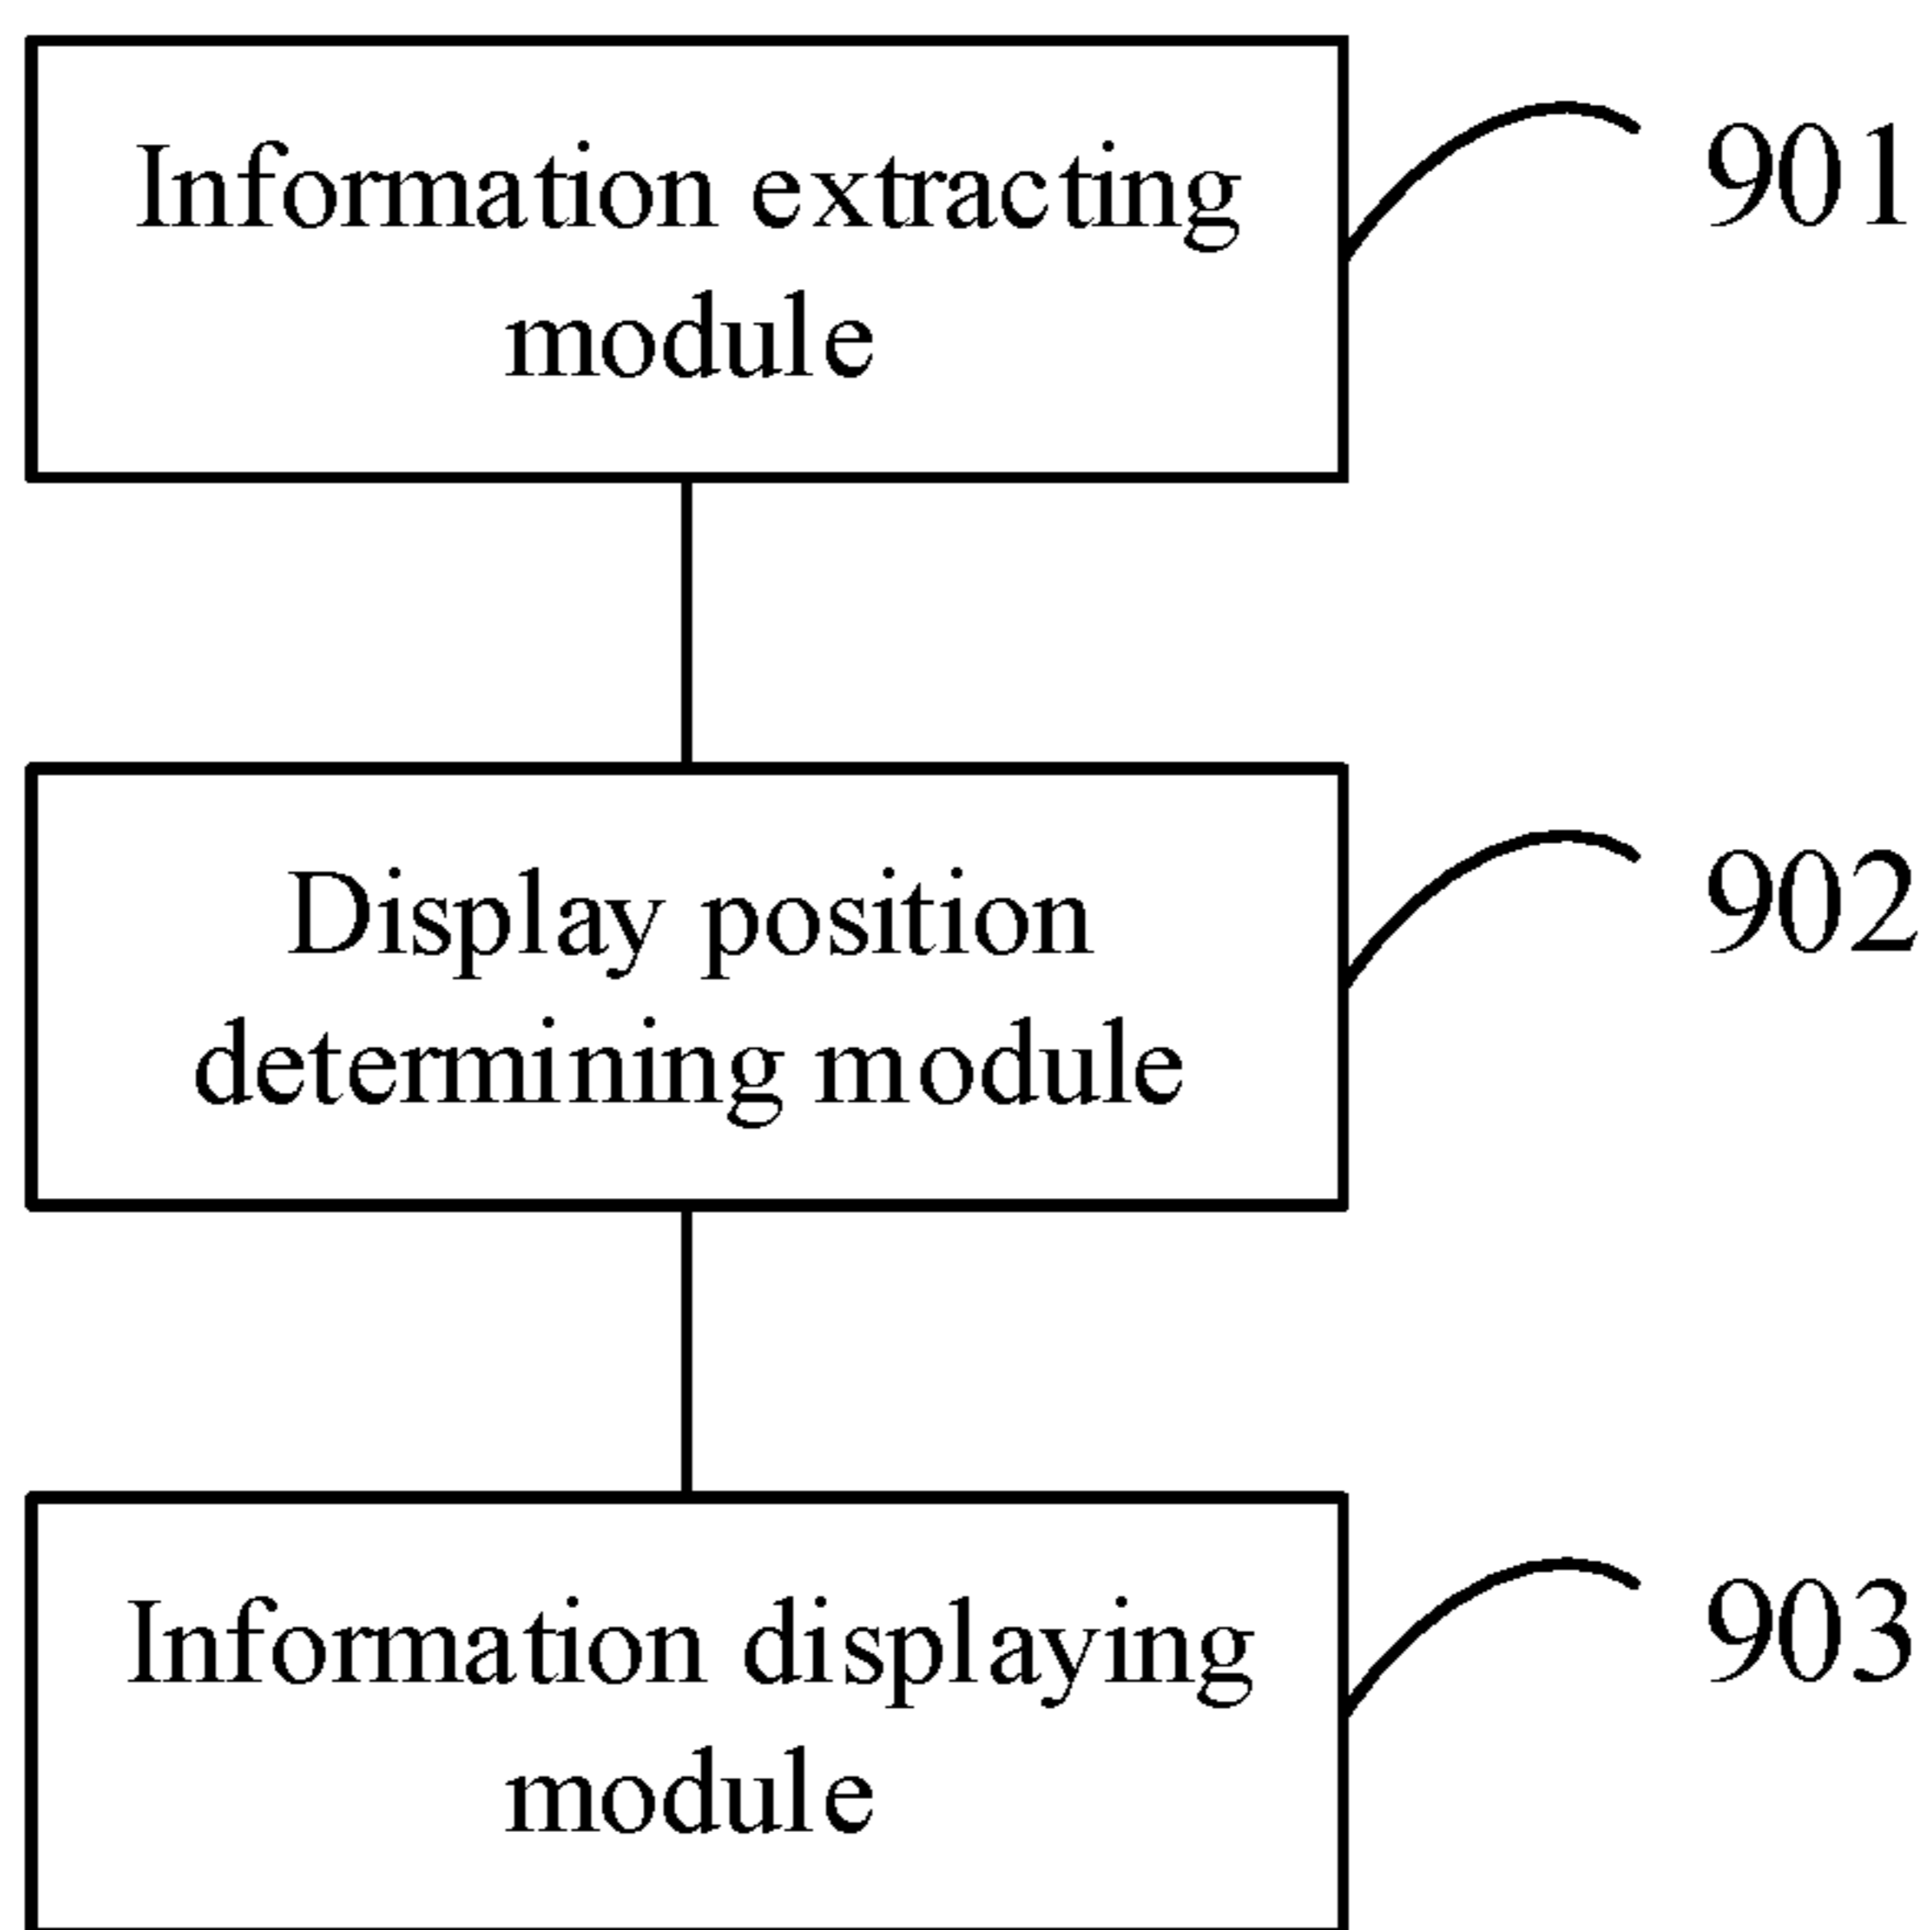 Information extracting
module
901
Display position
determining module
902
Information displaying
module
903